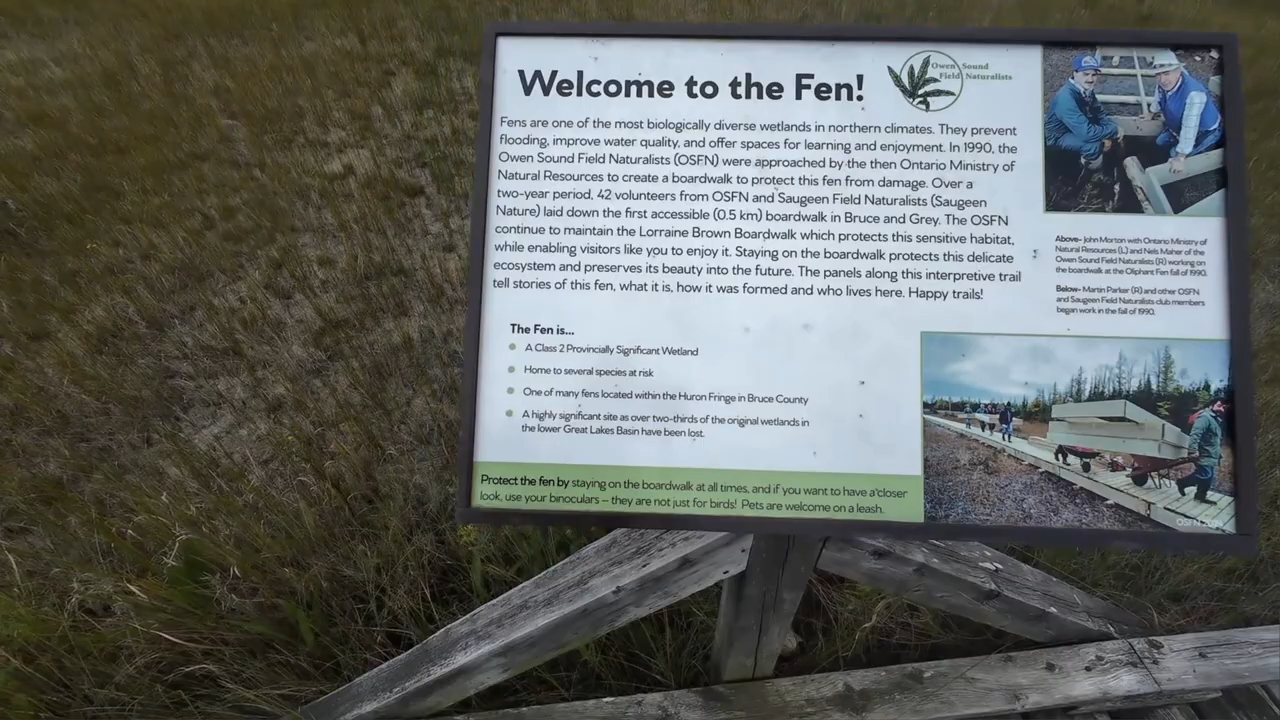 Welcome to the Fen!
Owen Sound
Field Naturalists
Fens are one of the most biologically diverse wetlands in northern climates. They prevent
flooding, improve water quality, and offer spaces for learning and enjoyment. In 1990, the
Owen Sound Field Naturalists (OSFN) were approached by the then Ontario Ministry of
Natural Resources to create a boardwalk to protect this fen from damage. Over a
two-year period, 42 volunteers from OSFN and Saugeen Field Naturalists (Saugeen
Nature) laid down the first accessible (0.5 km) boardwalk in Bruce and Grey. The OSFN
continue to maintain the Lorraine Brown Boardwalk which protects this sensitive habitat,
while enabling visitors like you to enjoy it. Staying on the boardwalk protects this delicate
ecosystem and preserves its beauty into the future. The panels along this interpretive trail
tell stories of this fen, what it is, how it was formed and who lives here. Happy trails!
Above- John Morton with Ontario Ministry of
Natural Resources (L) and Nels Maher of the
Owen Sound Field Naturalists (R) working on
the boardwalk at the Oliphant Fen fall of 1990.
Below- Martin Parker (R) and other OSFN
and Saugeen Field Naturalists club members
began work in the fall of 1990.
The Fen is...
A Class 2 Provincially Significant Wetland
Home to several species at risk
One of many fens located within the Huron Fringe in Bruce County
A highly significant site as over two-thirds of the original wetlands in
the lower Great Lakes Basin have been lost.
Protect the fen by staying on the boardwalk at all times, and if you want to have a closer
look, use your binoculars – they are not just for birds! Pets are welcome on a leash.
OSFN